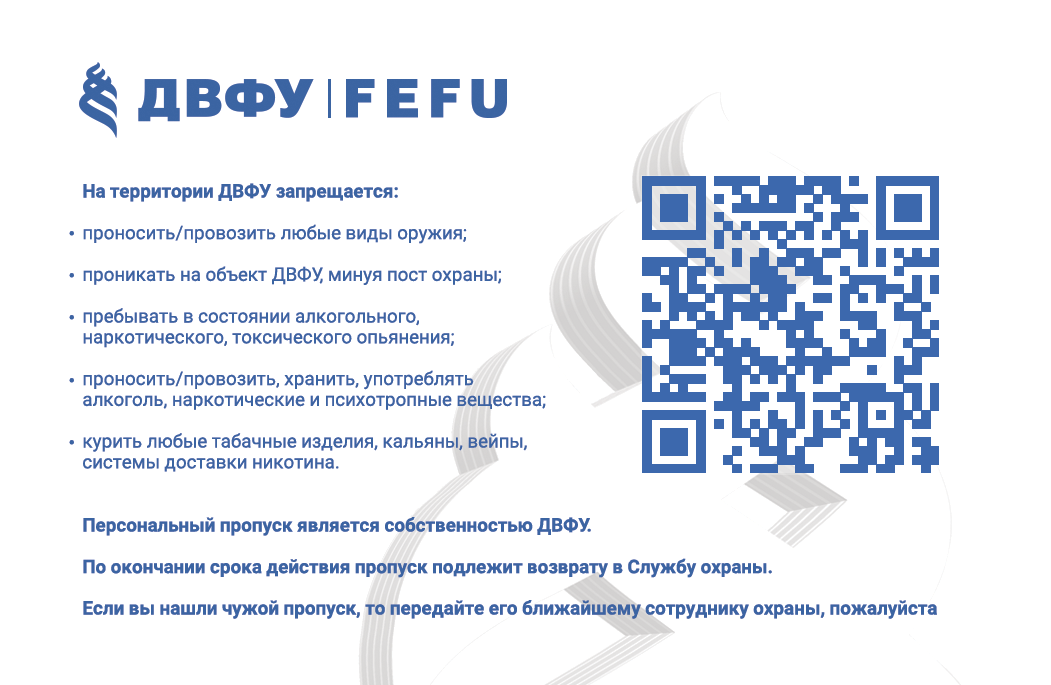 ДВФУ | FEFU
На территории ДВФУ запрещается:
• проносить/провозить любые виды оружия;
• проникать на объект ДВФУ, минуя пост охраны;
• пребывать в состоянии алкогольного,
наркотического, токсического опьянения;
• проносить/провозить, хранить, употреблять
алкоголь, наркотические и психотропные вещества;
• курить любые табачные изделия, кальяны, вейпы,
системы доставки никотина.
Персональный пропуск является собственностью ДВФУ.
По окончании срока действия пропуск подлежит возврату в Службу охраны.
Если вы нашли чужой пропуск, то передайте его ближайшему сотруднику охраны, пожалуйста